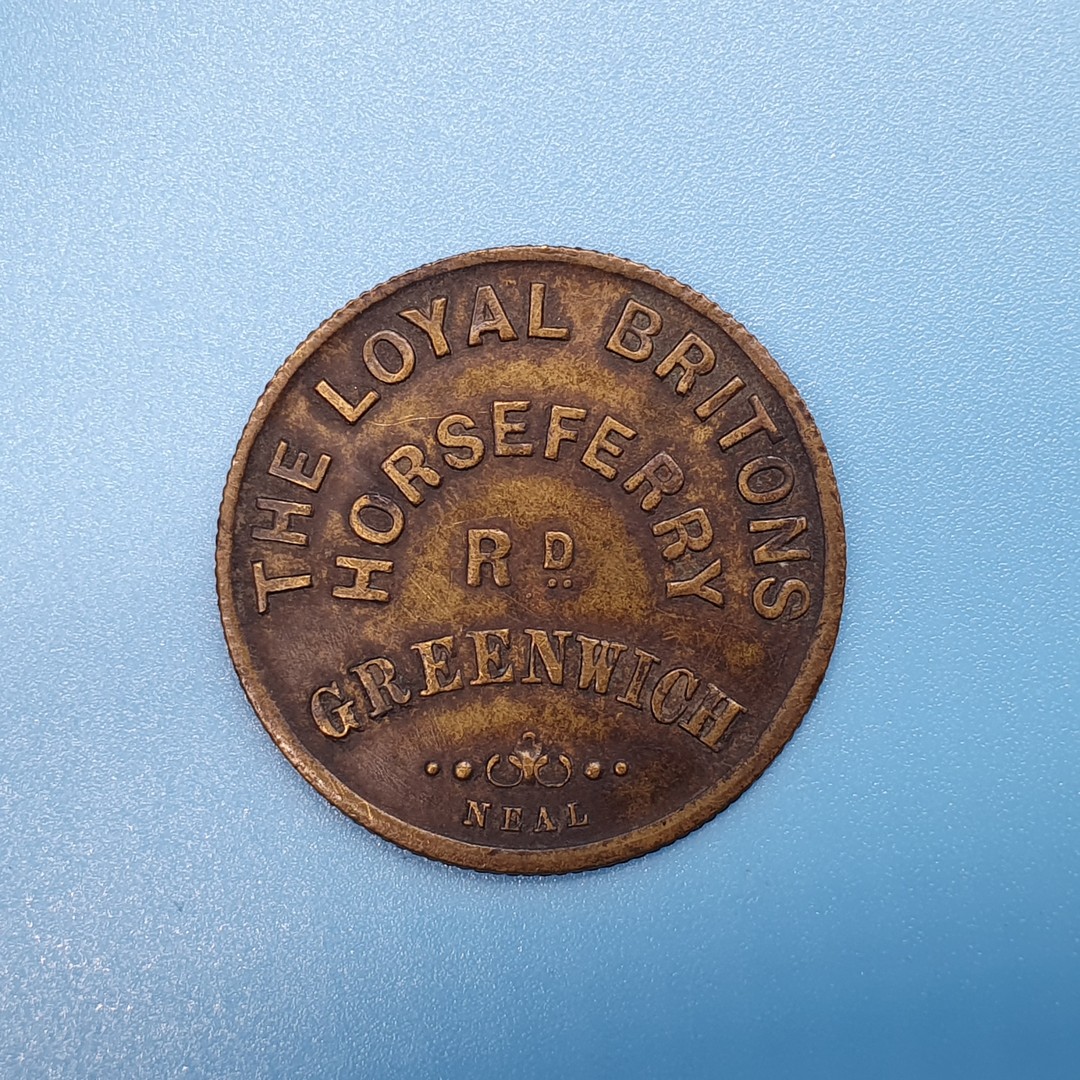 THE LOYAL BRITONS
HORSEFERRY
RD
GREENWICH
NEAL